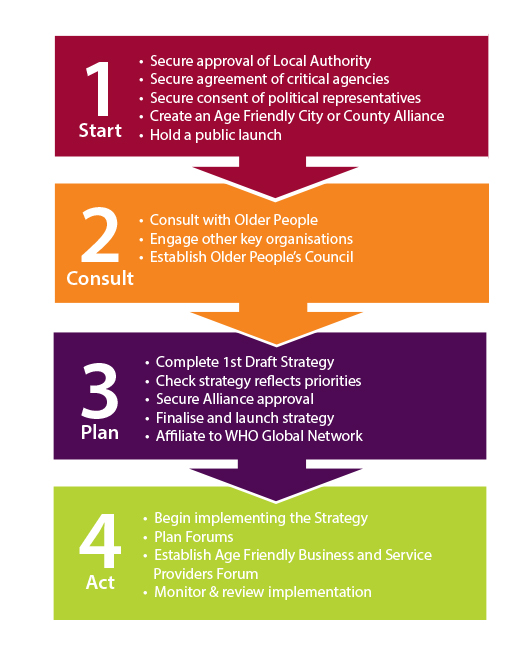 1
Start
• Secure approval of Local Authority
• Secure agreement of critical agencies
• Secure consent of political representatives
• Create an Age Friendly City or County Alliance
• Hold a public launch
2
Consult
• Consult with Older People
• Engage other key organisations
• Establish Older People's Council
3
Plan
• Complete 1st Draft Strategy
• Check strategy reflects priorities
• Secure Alliance approval
• Finalise and launch strategy
• Affiliate to WHO Global Network
4
Act
• Begin implementing the Strategy
• Plan Forums
• Establish Age Friendly Business and Service
Providers Forum
• Monitor & review implementation